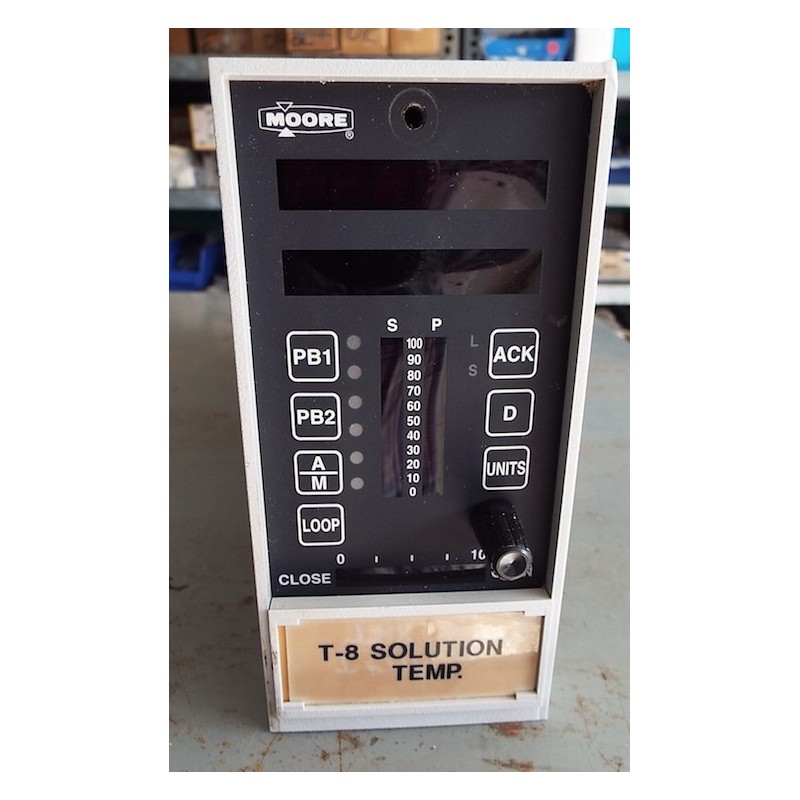 MOORE
®
S P
L
S
100
90
80
70
60
50
40
30
20
10
0
PB1
PB2
A
M
LOOP
ACK
D
UNITS
0 10
CLOSE
T-8 SOLUTION
TEMP.